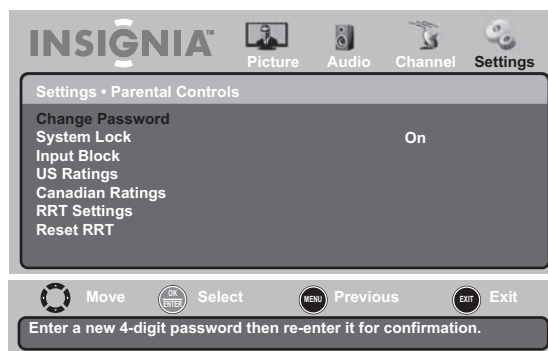 INSIGNIA™
Picture Audio Channel Settings
Settings • Parental Controls
Change Password
System Lock On
Input Block
US Ratings
Canadian Ratings
RRT Settings
Reset RRT
Move OK ENTER Select MENU Previous EXIT Exit
Enter a new 4-digit password then re-enter it for confirmation.